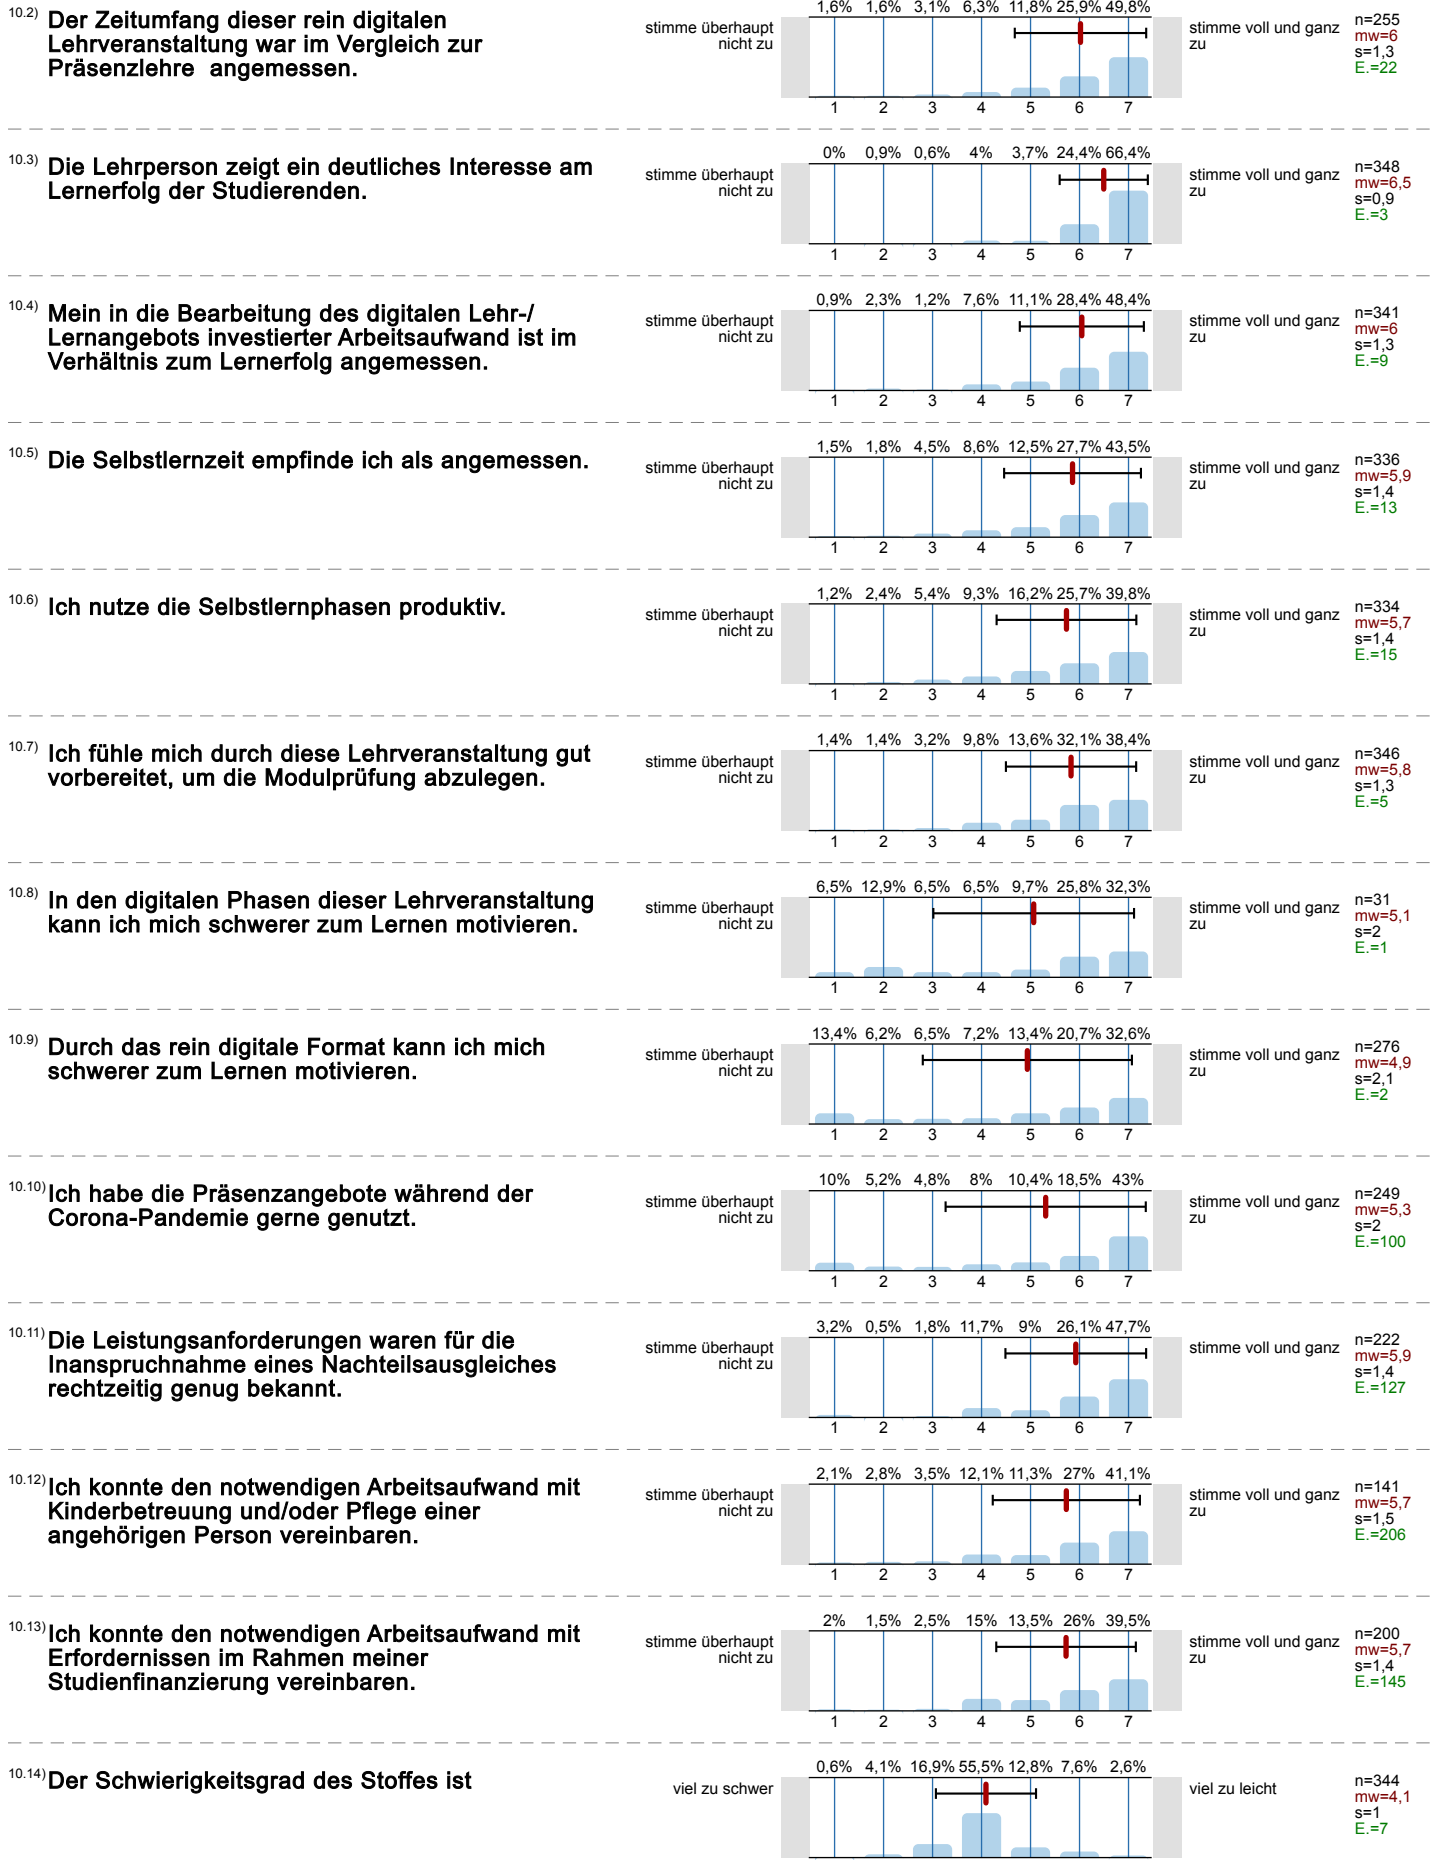 10.2) Der Zeitumfang dieser rein digitalen
Lehrveranstaltung war im Vergleich zur
Präsenzlehre angemessen.
1,6% 1,6% 3,1% 6,3% 11,8% 25,9% 49,8%
stimme überhaupt
nicht zu
stimme voll und ganz
zu
n=255
mw=6
s=1,3
E.=22
1 2 3 4 5 6 7
10.3) Die Lehrperson zeigt ein deutliches Interesse am
Lernerfolg der Studierenden.
0% 0,9% 0,6% 4% 3,7% 24,4% 66,4%
stimme überhaupt
nicht zu
stimme voll und ganz
zu
n=348
mw=6,5
s=0,9
E.=3
1 2 3 4 5 6 7
10.4) Mein in die Bearbeitung des digitalen Lehr-/
Lernangebots investierter Arbeitsaufwand ist im
Verhältnis zum Lernerfolg angemessen.
0,9% 2,3% 1,2% 7,6% 11,1% 28,4% 48,4%
stimme überhaupt
nicht zu
stimme voll und ganz
zu
n=341
mw=6
s=1,3
E.=9
1 2 3 4 5 6 7
10.5) Die Selbstlernzeit empfinde ich als angemessen.
1,5% 1,8% 4,5% 8,6% 12,5% 27,7% 43,5%
stimme überhaupt
nicht zu
stimme voll und ganz
zu
n=336
mw=5,9
s=1,4
E.=13
1 2 3 4 5 6 7
10.6) Ich nutze die Selbstlernphasen produktiv.
1,2% 2,4% 5,4% 9,3% 16,2% 25,7% 39,8%
stimme überhaupt
nicht zu
stimme voll und ganz
zu
n=334
mw=5,7
s=1,4
E.=15
1 2 3 4 5 6 7
10.7) Ich fühle mich durch diese Lehrveranstaltung gut
vorbereitet, um die Modulprüfung abzulegen.
1,4% 1,4% 3,2% 9,8% 13,6% 32,1% 38,4%
stimme überhaupt
nicht zu
stimme voll und ganz
zu
n=346
mw=5,8
s=1,3
E.=5
1 2 3 4 5 6 7
10.8) In den digitalen Phasen dieser Lehrveranstaltung
kann ich mich schwerer zum Lernen motivieren.
6,5% 12,9% 6,5% 6,5% 9,7% 25,8% 32,3%
stimme überhaupt
nicht zu
stimme voll und ganz
zu
n=31
mw=5,1
s=2
E.=1
1 2 3 4 5 6 7
10.9) Durch das rein digitale Format kann ich mich
schwerer zum Lernen motivieren.
13,4% 6,2% 6,5% 7,2% 13,4% 20,7% 32,6%
stimme überhaupt
nicht zu
stimme voll und ganz
zu
n=276
mw=4,9
s=2,1
E.=2
1 2 3 4 5 6 7
10.10) Ich habe die Präsenzangebote während der
Corona-Pandemie gerne genutzt.
10% 5,2% 4,8% 8% 10,4% 18,5% 43%
stimme überhaupt
nicht zu
stimme voll und ganz
zu
n=249
mw=5,3
s=2
E.=100
1 2 3 4 5 6 7
10.11) Die Leistungsanforderungen waren für die
Inanspruchnahme eines Nachteilsausgleiches
rechtzeitig genug bekannt.
3,2% 0,5% 1,8% 11,7% 9% 26,1% 47,7%
stimme überhaupt
nicht zu
stimme voll und ganz
zu
n=222
mw=5,9
s=1,4
E.=127
1 2 3 4 5 6 7
10.12) Ich konnte den notwendigen Arbeitsaufwand mit
Kinderbetreuung und/oder Pflege einer
angehörigen Person vereinbaren.
2,1% 2,8% 3,5% 12,1% 11,3% 27% 41,1%
stimme überhaupt
nicht zu
stimme voll und ganz
zu
n=141
mw=5,7
s=1,5
E.=206
1 2 3 4 5 6 7
10.13) Ich konnte den notwendigen Arbeitsaufwand mit
Erfordernissen im Rahmen meiner
Studienfinanzierung vereinbaren.
2% 1,5% 2,5% 15% 13,5% 26% 39,5%
stimme überhaupt
nicht zu
stimme voll und ganz
zu
n=200
mw=5,7
s=1,4
E.=145
1 2 3 4 5 6 7
10.14) Der Schwierigkeitsgrad des Stoffes ist
0,6% 4,1% 16,9% 55,5% 12,8% 7,6% 2,6%
viel zu schwer
viel zu leicht
n=344
mw=4,1
s=1
E.=7